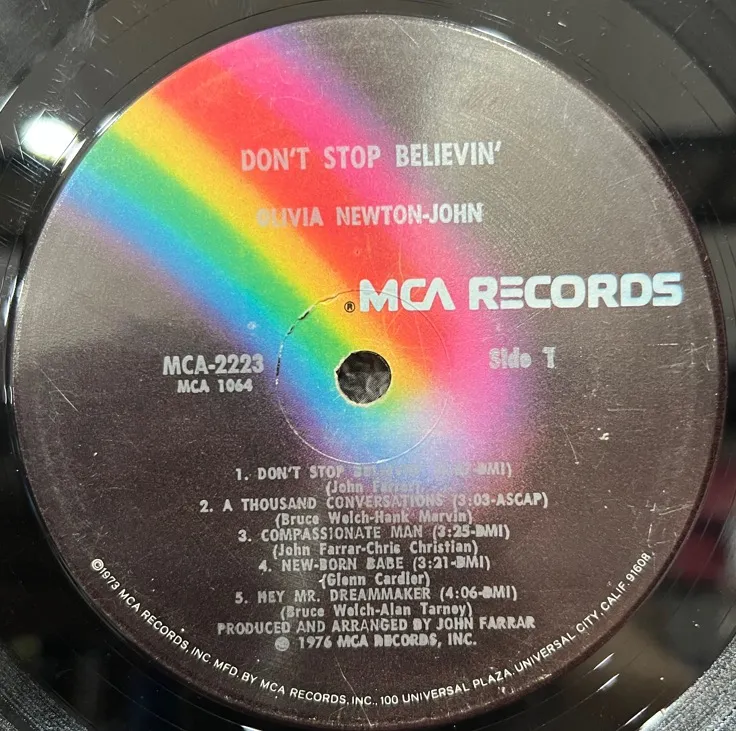 DON'T STOP BELIEVIN'
OLIVIA NEWTON-JOHN
® MCA RECORDS
MCA-2223
MCA 1064
Side 1
1. DON'T STOP BELIEVIN' -BMI)
(John Farrar)
2. A THOUSAND CONVERSATIONS (3:03-ASCAP)
(Bruce Welch-Hank Marvin)
3. COMPASSIONATE MAN (3:25-BMI)
(John Farrar-Chris Christian)
4. NEW-BORN BABE (3:21-BMI)
(Glenn Cardier)
5. HEY MR. DREAMMAKER (4:06-BMI)
(Bruce Welch-Alan Tarney)
PRODUCED AND ARRANGED BY JOHN FARRAR
℗ 1976 MCA RECORDS, INC.
©1973 MCA RECORDS, INC MFD. BY MCA RECORDS, INC., 100 UNIVERSAL PLAZA, UNIVERSAL CITY, CALIF. 91608